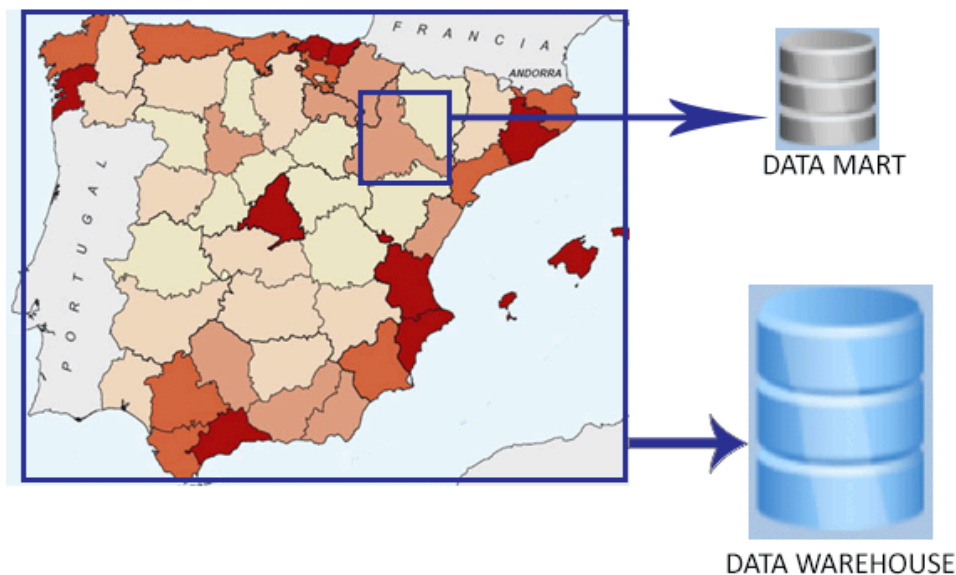 FRANCIA
ANDORRA
DATA MART
PORTUGAL
DATA WAREHOUSE